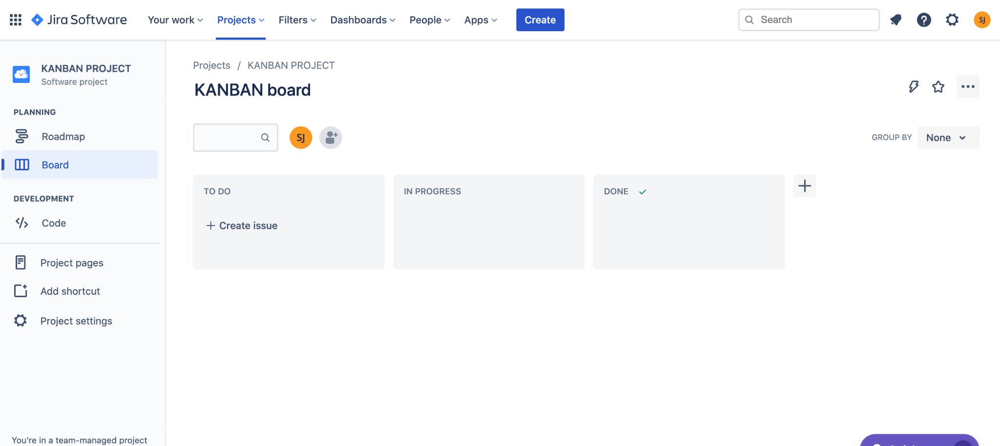 Jira Software
Your work
Projects
Filters
Dashboards
People
Apps
Create
Search
SJ
KANBAN PROJECT
Software project
PLANNING
Roadmap
Board
DEVELOPMENT
Code
Project pages
Add shortcut
Project settings
You're in a team-managed project
Projects / KANBAN PROJECT
KANBAN board
SJ
GROUP BY
None
TO DO
+ Create issue
IN PROGRESS
DONE